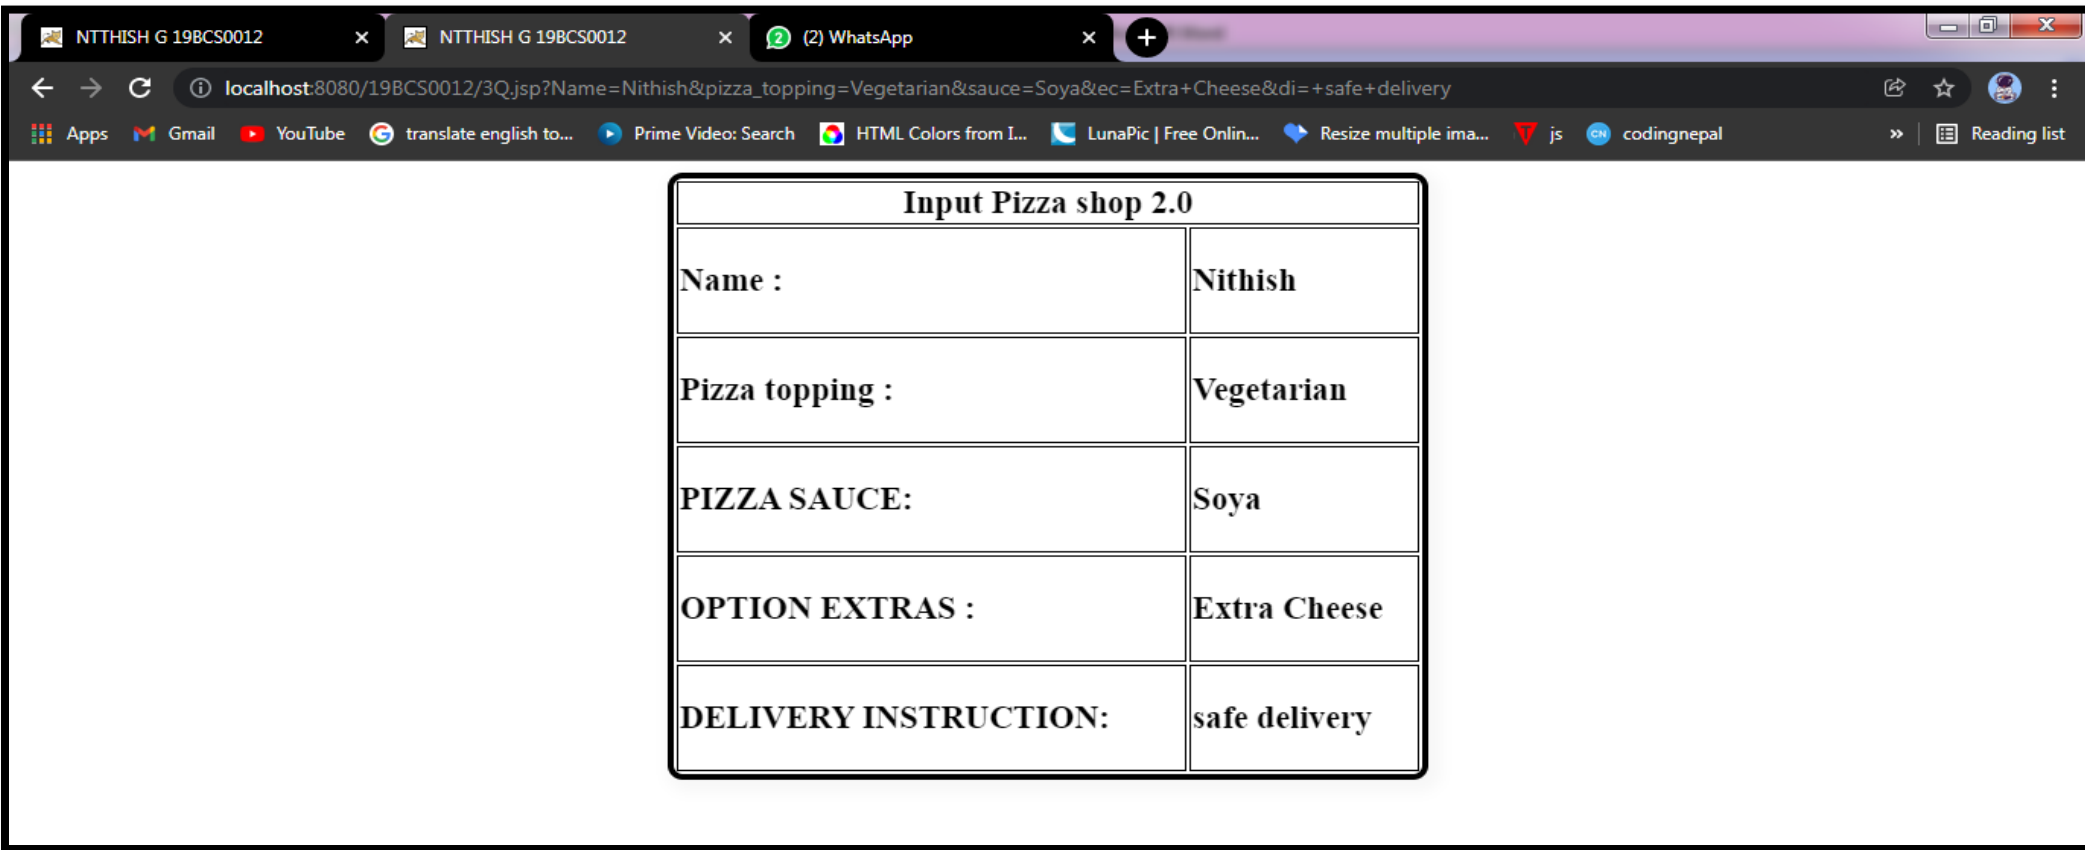 NTTHISH G 19BCS0012 NTTHISH G 19BCS0012 2 (2) WhatsApp
localhost:8080/19BCS0012/3Q.jsp?Name=Nithish&pizza_topping=Vegetarian&sauce=Soya&ec=Extra+Cheese&di=+safe+delivery
Apps Gmail YouTube translate english to... Prime Video: Search HTML Colors from I... LunaPic | Free Onlin... Resize multiple ima... js CN codingnepal » Reading list
Input Pizza shop 2.0
Name : Nithish
Pizza topping : Vegetarian
PIZZA SAUCE: Soya
OPTION EXTRAS : Extra Cheese
DELIVERY INSTRUCTION: safe delivery